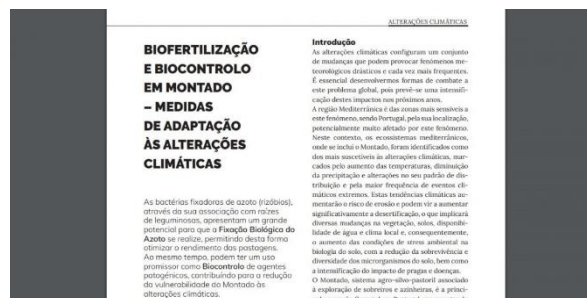 ALTERAÇÕES CLIMÁTICAS
BIOFERTILIZAÇÃO
E BIOCONTROLO
EM MONTADO
– MEDIDAS
DE ADAPTAÇÃO
ÀS ALTERAÇÕES
CLIMÁTICAS
As bactérias fixadoras de azoto (rizóbios),
através da sua associação com raízes
de leguminosas, apresentam um grande
potencial para que a Fixação Biológica do
Azoto se realize, permitindo desta forma
otimizar o rendimento das pastagens.
Ao mesmo tempo, podem ter um uso
promissor como Biocontrolo de agentes
patogénicos, contribuindo para a redução
da vulnerabilidade do Montado às
alterações climáticas.
Introdução
As alterações climáticas configuram um conjunto
de mudanças que podem provocar fenómenos me-
teorológicos drásticos e cada vez mais frequentes.
É essencial desenvolvermos formas de combate a
este problema global, pois prevê-se uma intensifi-
cação destes impactos nos próximos anos.
A região Mediterrânica é das zonas mais sensíveis a
este fenómeno, sendo Portugal, pela sua localização,
potencialmente muito afetado por este fenómeno.
Neste contexto, os ecossistemas mediterrânicos,
onde se inclui o Montado, foram identificados como
dos mais suscetíveis às alterações climáticas, mar-
cados pelo aumento das temperaturas, diminuição
da precipitação e alterações no seu padrão de dis-
tribuição e pela maior frequência de eventos cli-
máticos extremos. Estas tendências climáticas au-
mentarão o risco de erosão e podem vir a aumentar
significativamente a desertificação, o que implicará
diversas mudanças na vegetação, solos, disponibi-
lidade de água e clima local e, consequentemente,
o aumento das condições de stress ambiental na
biologia do solo, com a redução da sobrevivência e
diversidade dos microrganismos do solo, bem como
a intensificação do impacto de pragas e doenças.
O Montado, sistema agro-silvo-pastoril associado
à exploração de sobreiros e azinheiras, é a princi-